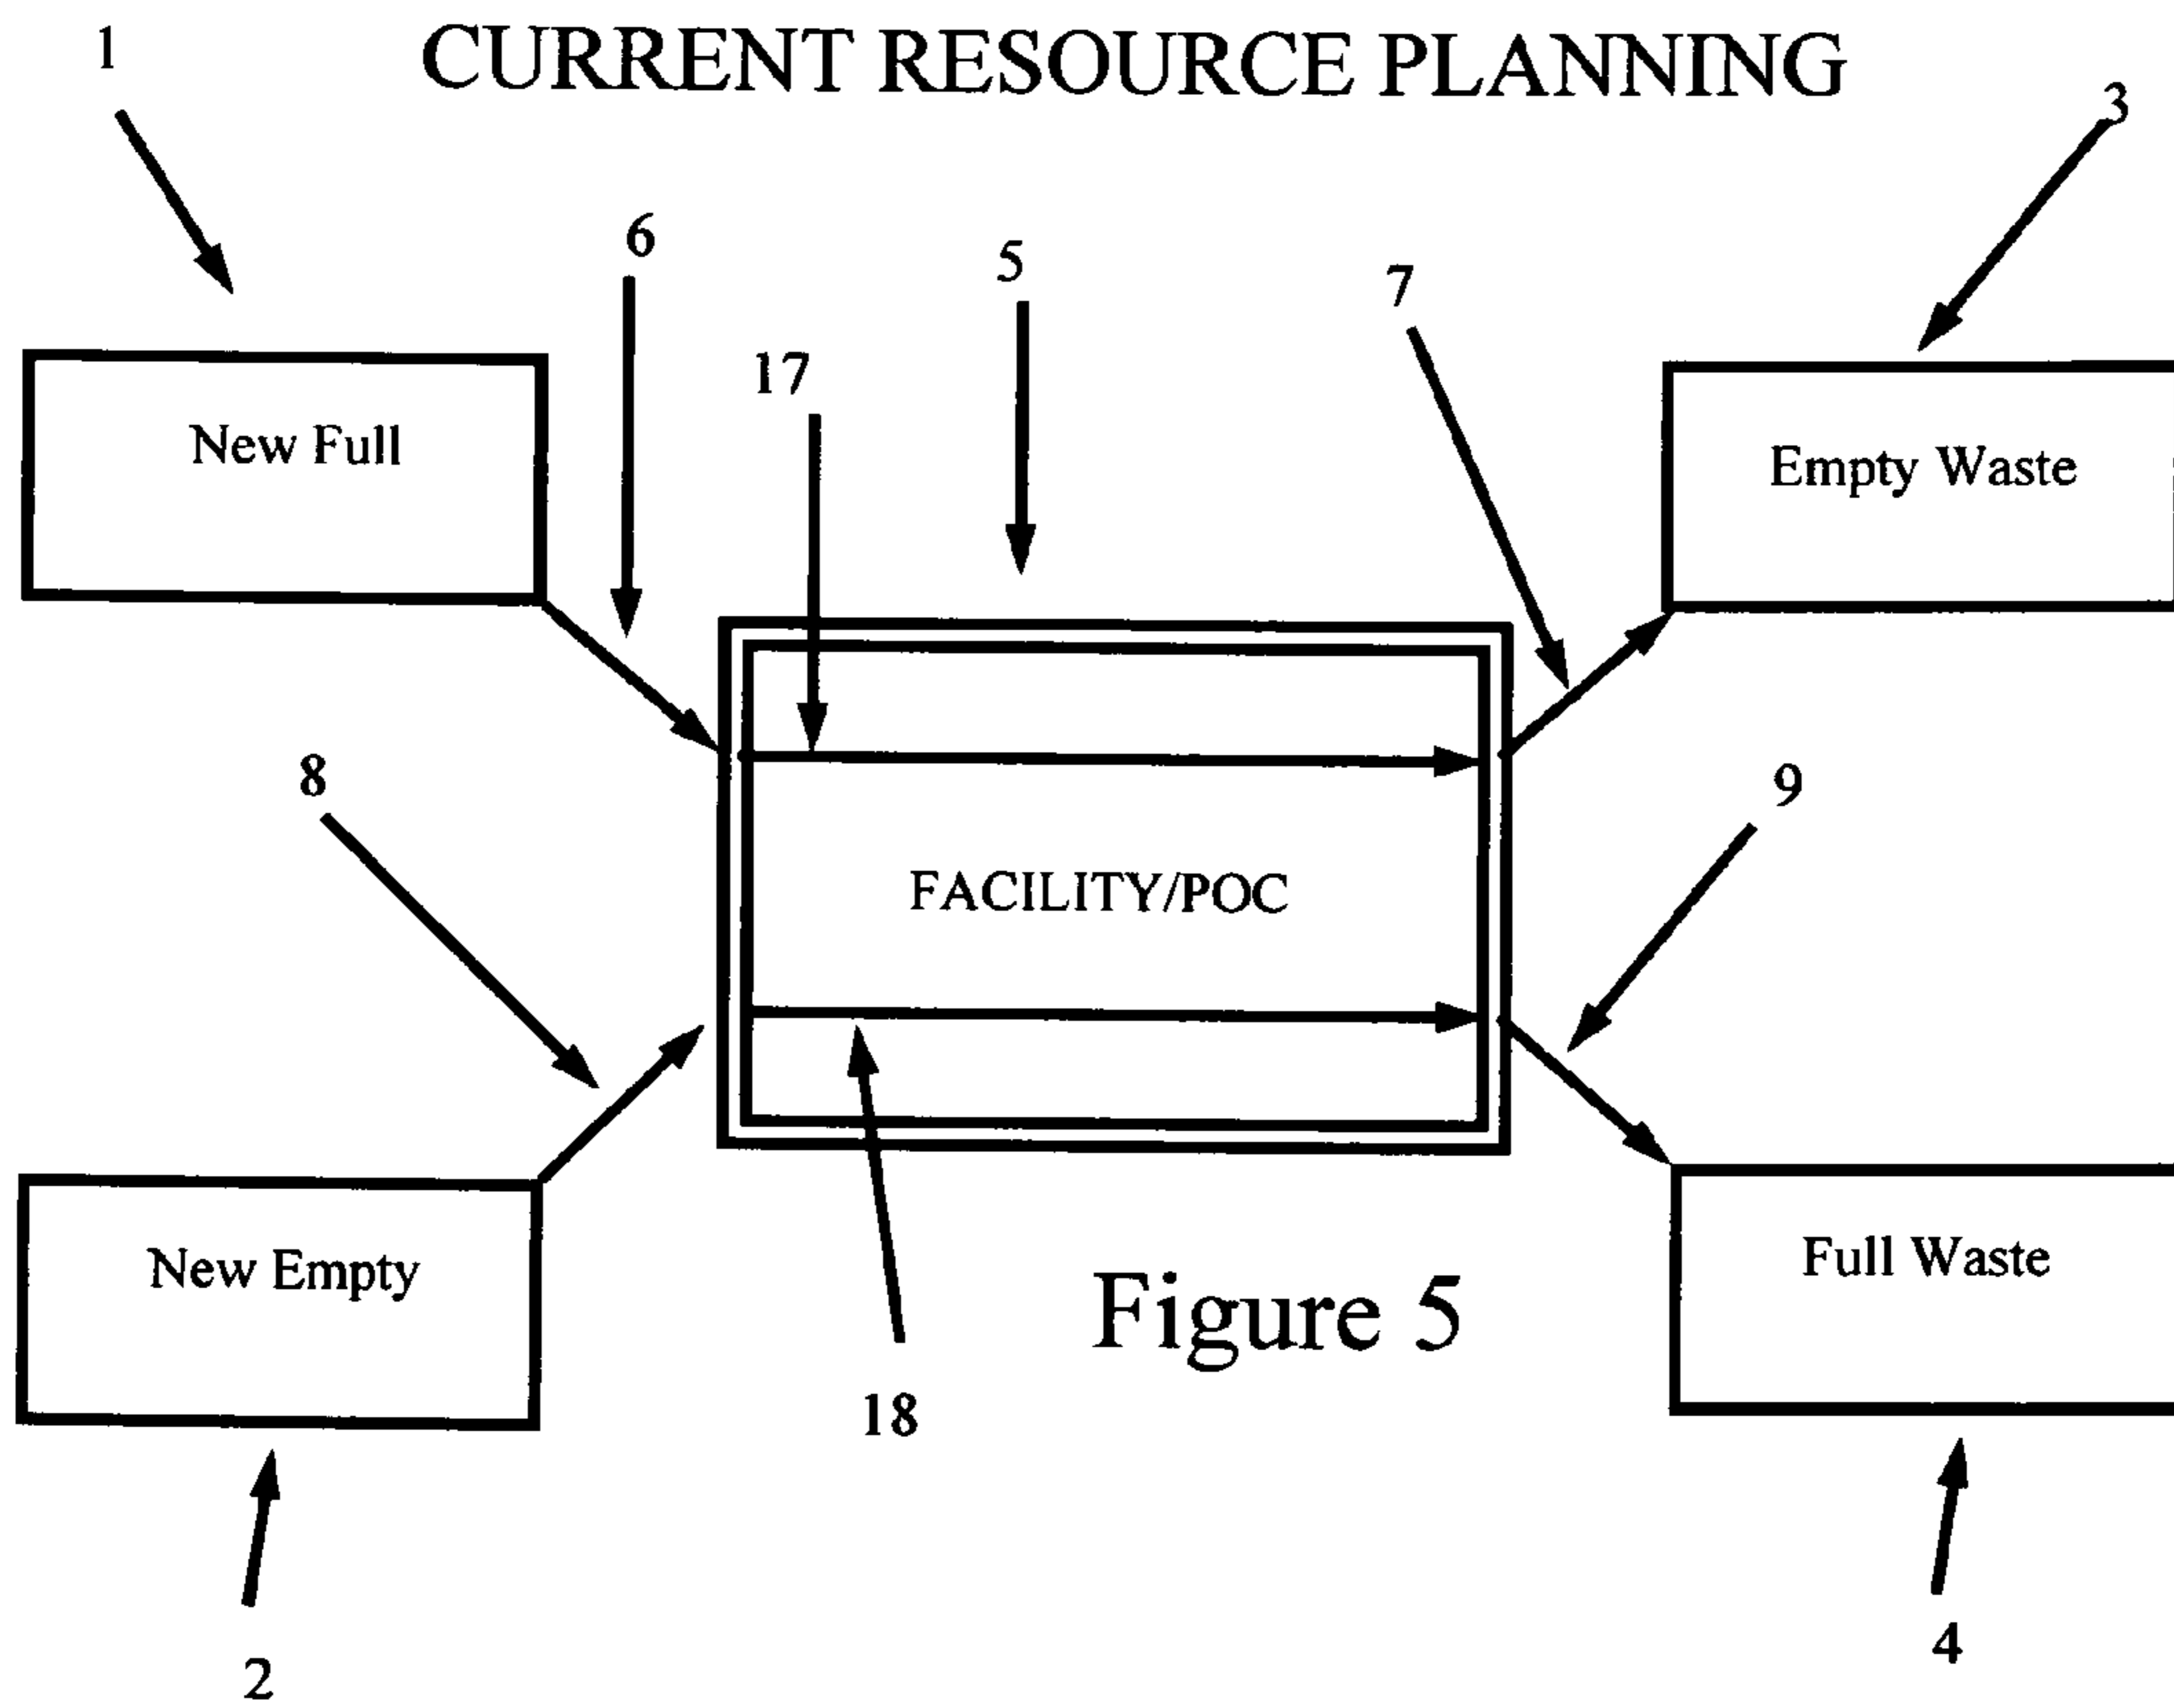 1
CURRENT RESOURCE PLANNING
3
6
5
7
17
New Full
Empty Waste
8
9
FACILITY/POC
New Empty
Full Waste
Figure 5
18
2
4